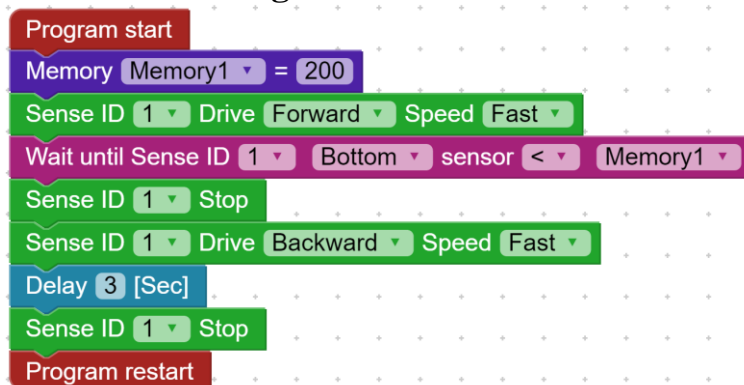 Program start
Memory Memory1 = 200
Sense ID 1 Drive Forward Speed Fast
Wait until Sense ID 1 Bottom sensor < Memory1
Sense ID 1 Stop
Sense ID 1 Drive Backward Speed Fast
Delay 3 [Sec]
Sense ID 1 Stop
Program restart